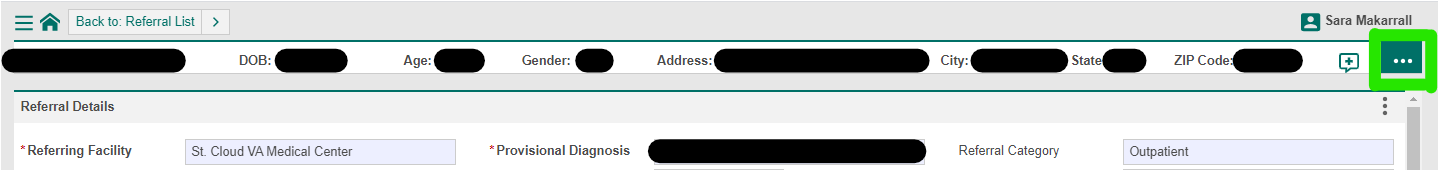 Back to: Referral List >
Sara Makarrall
DOB: Age: Gender: Address: City: State ZIP Code:
Referral Details
*Referring Facility St. Cloud VA Medical Center *Provisional Diagnosis Referral Category Outpatient